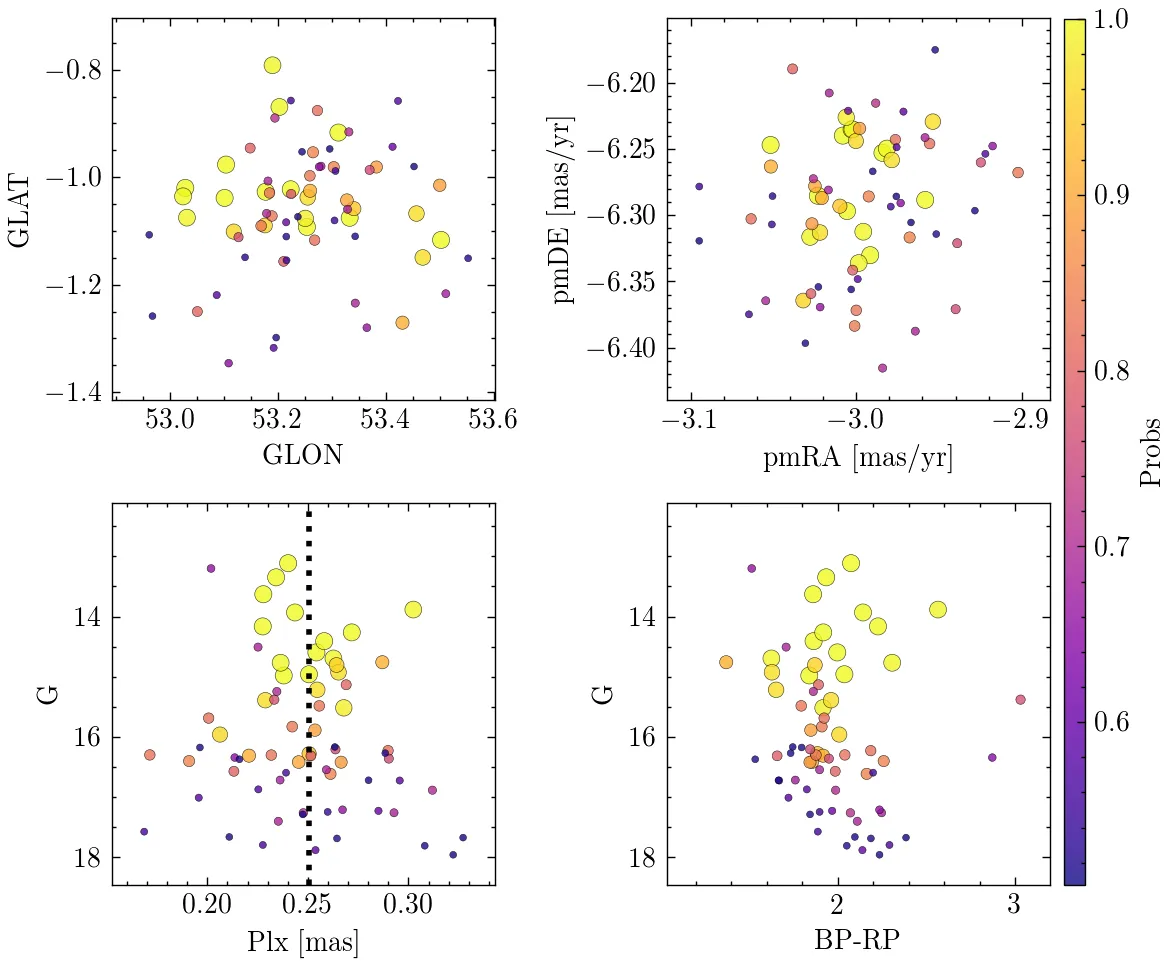 −0.8
−1.0
−1.2
−1.4
GLAT
53.0 53.2 53.4 53.6
GLON
−6.20
−6.25
−6.30
−6.35
−6.40
pmDE [mas/yr]
−3.1 −3.0 −2.9
pmRA [mas/yr]
1.0
0.9
0.8
0.7
0.6
Probs
14
16
18
G
0.20 0.25 0.30
Plx [mas]
14
16
18
G
2 3
BP-RP